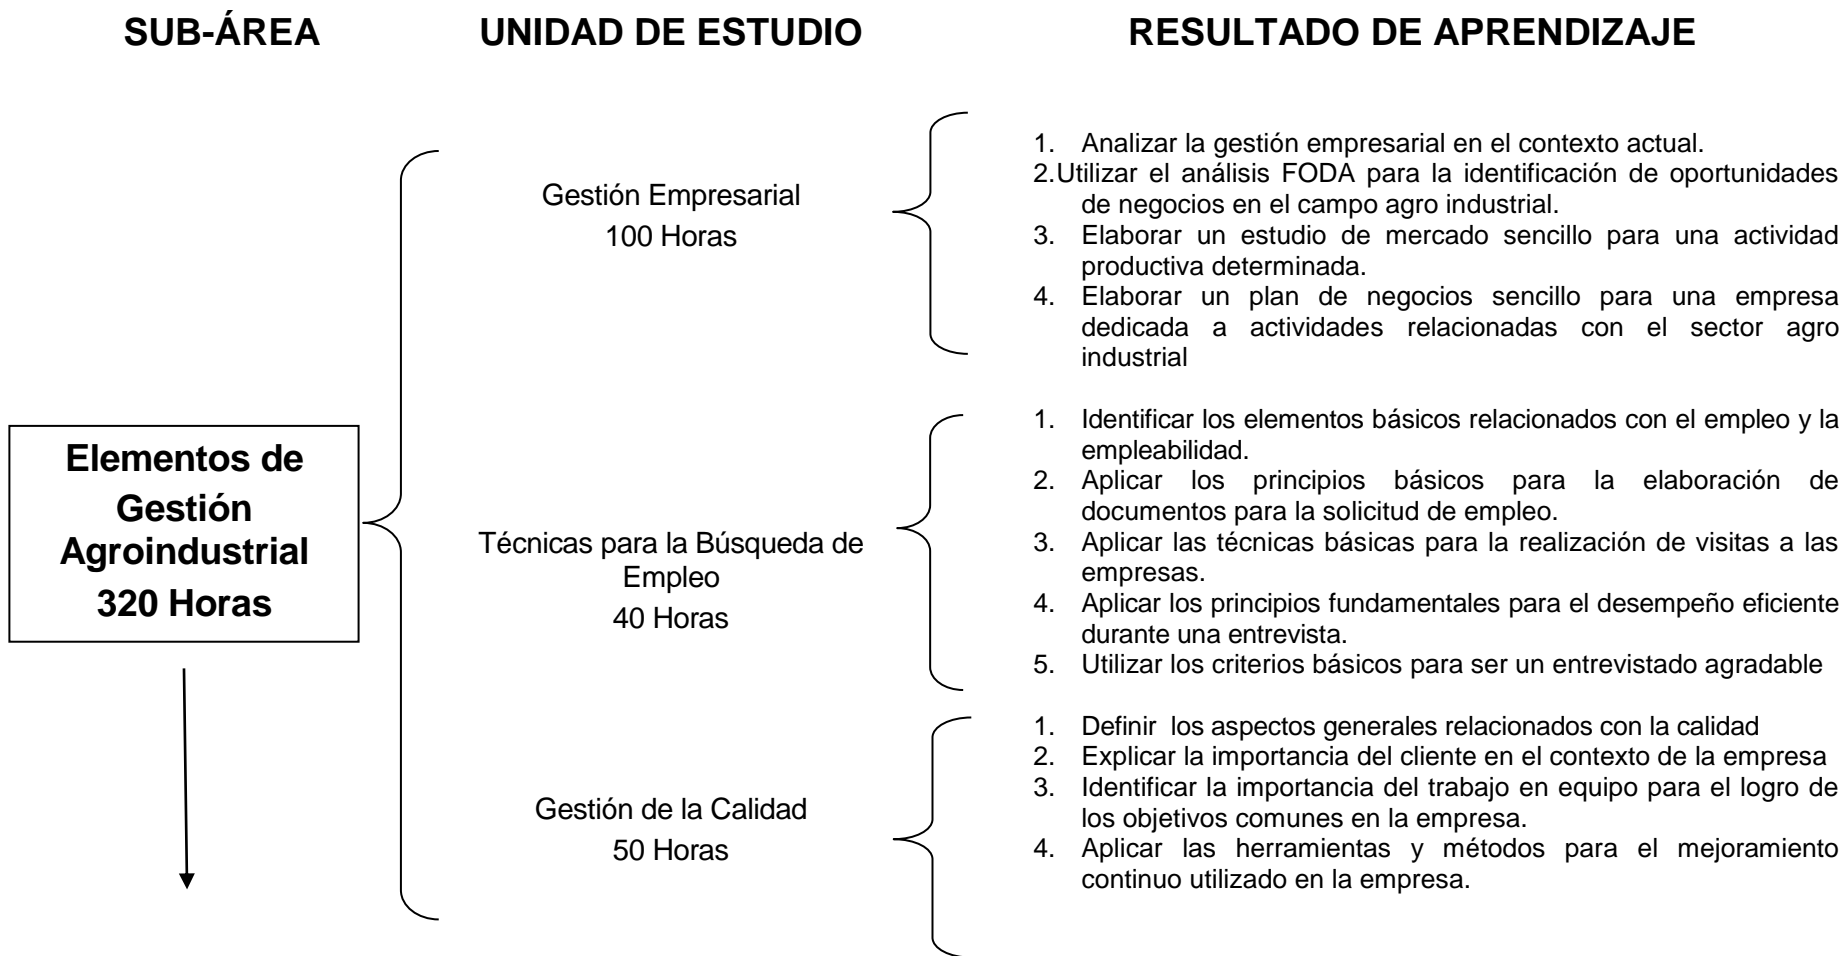 SUB-ÁREA UNIDAD DE ESTUDIO RESULTADO DE APRENDIZAJE
Elementos de
Gestión
Agroindustrial
320 Horas
Gestión Empresarial
100 Horas
1. Analizar la gestión empresarial en el contexto actual.
2.Utilizar el análisis FODA para la identificación de oportunidades
de negocios en el campo agro industrial.
3. Elaborar un estudio de mercado sencillo para una actividad
productiva determinada.
4. Elaborar un plan de negocios sencillo para una empresa
dedicada a actividades relacionadas con el sector agro
industrial
Técnicas para la Búsqueda de
Empleo
40 Horas
1. Identificar los elementos básicos relacionados con el empleo y la
empleabilidad.
2. Aplicar los principios básicos para la elaboración de
documentos para la solicitud de empleo.
3. Aplicar las técnicas básicas para la realización de visitas a las
empresas.
4. Aplicar los principios fundamentales para el desempeño eficiente
durante una entrevista.
5. Utilizar los criterios básicos para ser un entrevistado agradable
Gestión de la Calidad
50 Horas
1. Definir los aspectos generales relacionados con la calidad
2. Explicar la importancia del cliente en el contexto de la empresa
3. Identificar la importancia del trabajo en equipo para el logro de
los objetivos comunes en la empresa.
4. Aplicar las herramientas y métodos para el mejoramiento
continuo utilizado en la empresa.